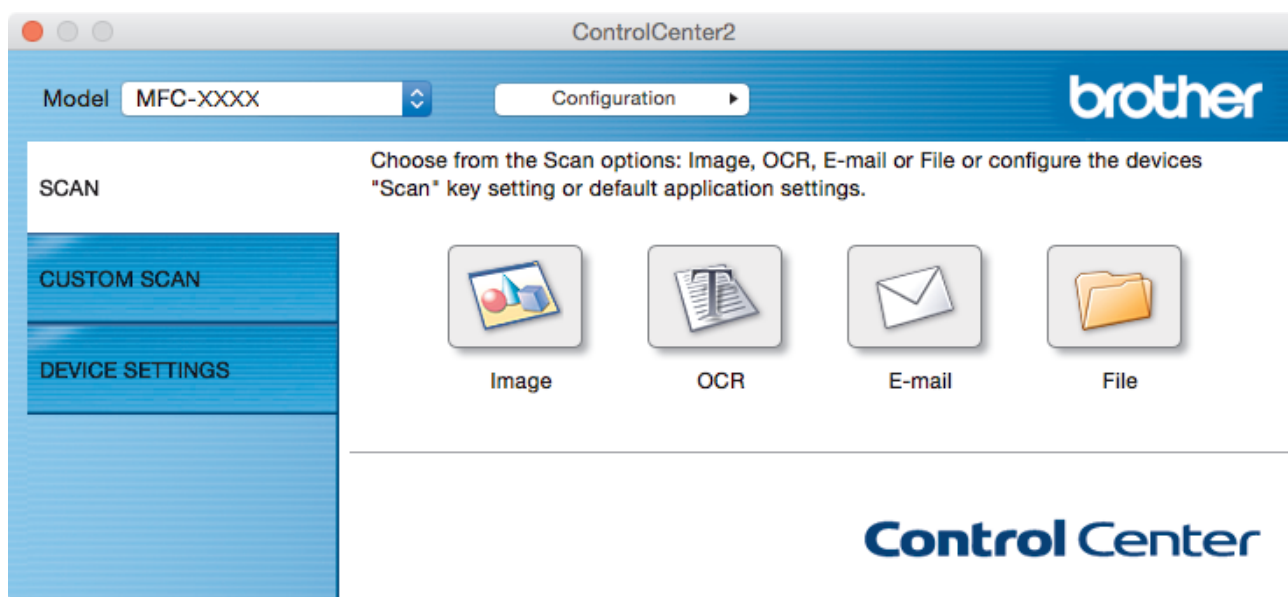 ControlCenter2
Model MFC-XXXX Configuration brother
SCAN
Choose from the Scan options: Image, OCR, E-mail or File or configure the devices
"Scan" key setting or default application settings.
CUSTOM SCAN
DEVICE SETTINGS
Image OCR E-mail File
Control Center